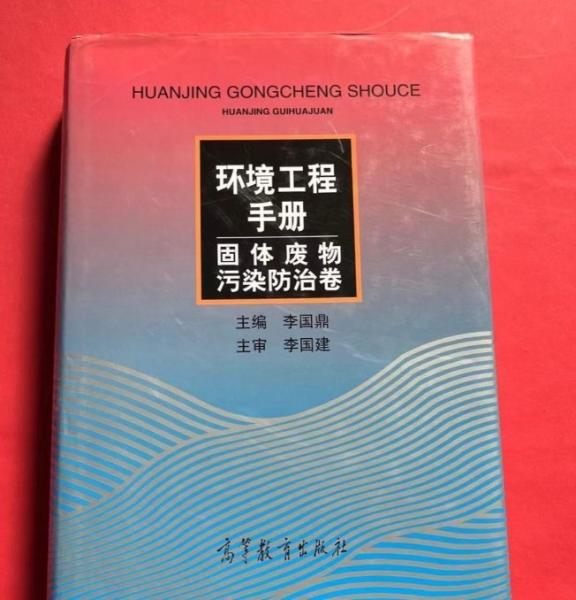 HUANJING GONGCHENG SHOUCE
HUANJING GUIHUAJUAN
环境工程
手册
固体废物
污染防治卷
主编 李国鼎
主审 李国建
高等教育出版社